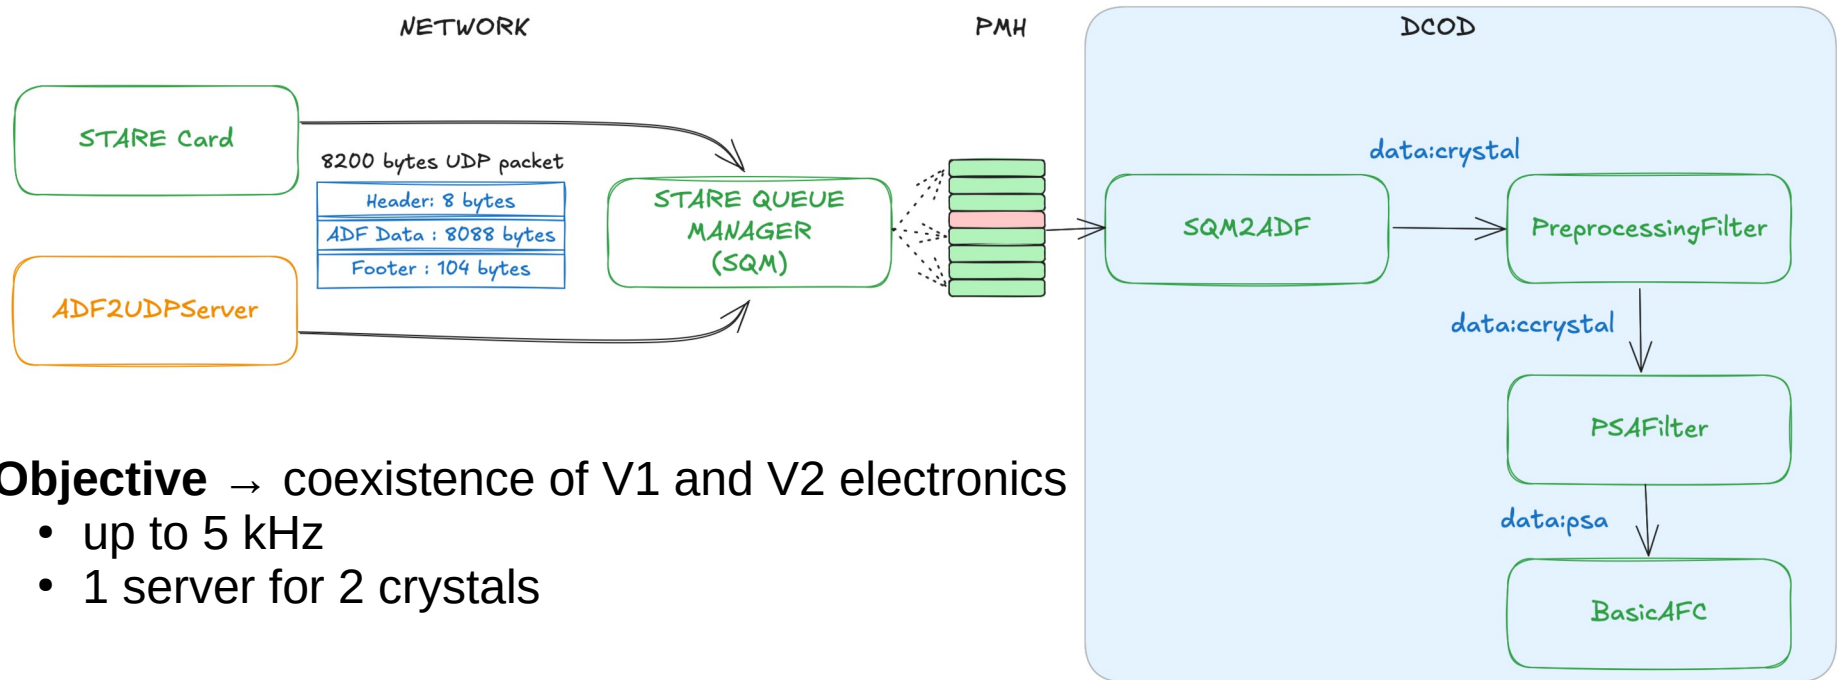 NETWORK
PMH
DCOD
STARE Card
8200 bytes UDP packet
Header: 8 bytes
ADF Data : 8088 bytes
Footer : 104 bytes
ADF2UDPServer
STARE QUEUE
MANAGER
(SQM)
SQM2ADF
data:crystal
PreprocessingFilter
data:ccrystal
PSAFilter
data:psa
BasicAFC
Objective → coexistence of V1 and V2 electronics
• up to 5 kHz
• 1 server for 2 crystals